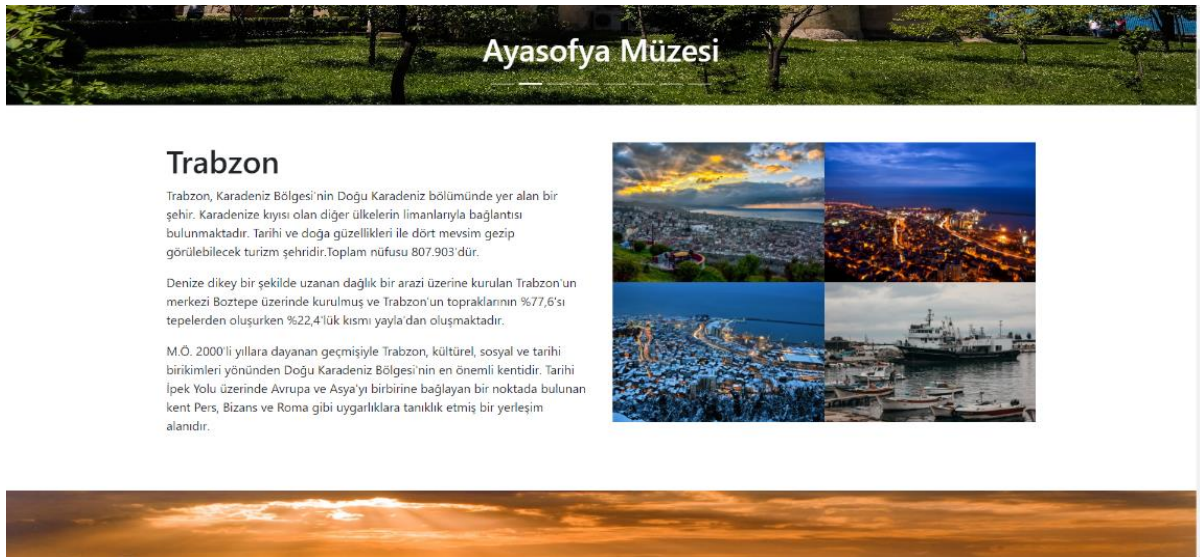 Ayasofya Müzesi
Trabzon
Trabzon, Karadeniz Bölgesi'nin Doğu Karadeniz bölümünde yer alan bir
şehir. Karadenize kıyısı olan diğer ülkelerin limanlarıyla bağlantısı
bulunmaktadır. Tarihi ve doğa güzellikleri ile dört mevsim gezip
görülebilecek turizm şehridir.Toplam nüfusu 807.903'dür.
Denize dikey bir şekilde uzanan dağlık bir arazi üzerine kurulan Trabzon'un
merkezi Boztepe üzerinde kurulmuş ve Trabzon'un topraklarının %77,6'sı
tepelerden oluşurken %22,4'lük kısmı yayla'dan oluşmaktadır.
M.Ö. 2000'li yıllara dayanan geçmişiyle Trabzon, kültürel, sosyal ve tarihi
birikimleri yönünden Doğu Karadeniz Bölgesi'nin en önemli kentidir. Tarihi
İpek Yolu üzerinde Avrupa ve Asya'yı birbirine bağlayan bir noktada bulunan
kent Pers, Bizans ve Roma gibi uygarlıklara tanıklık etmiş bir yerleşim
alanıdır.